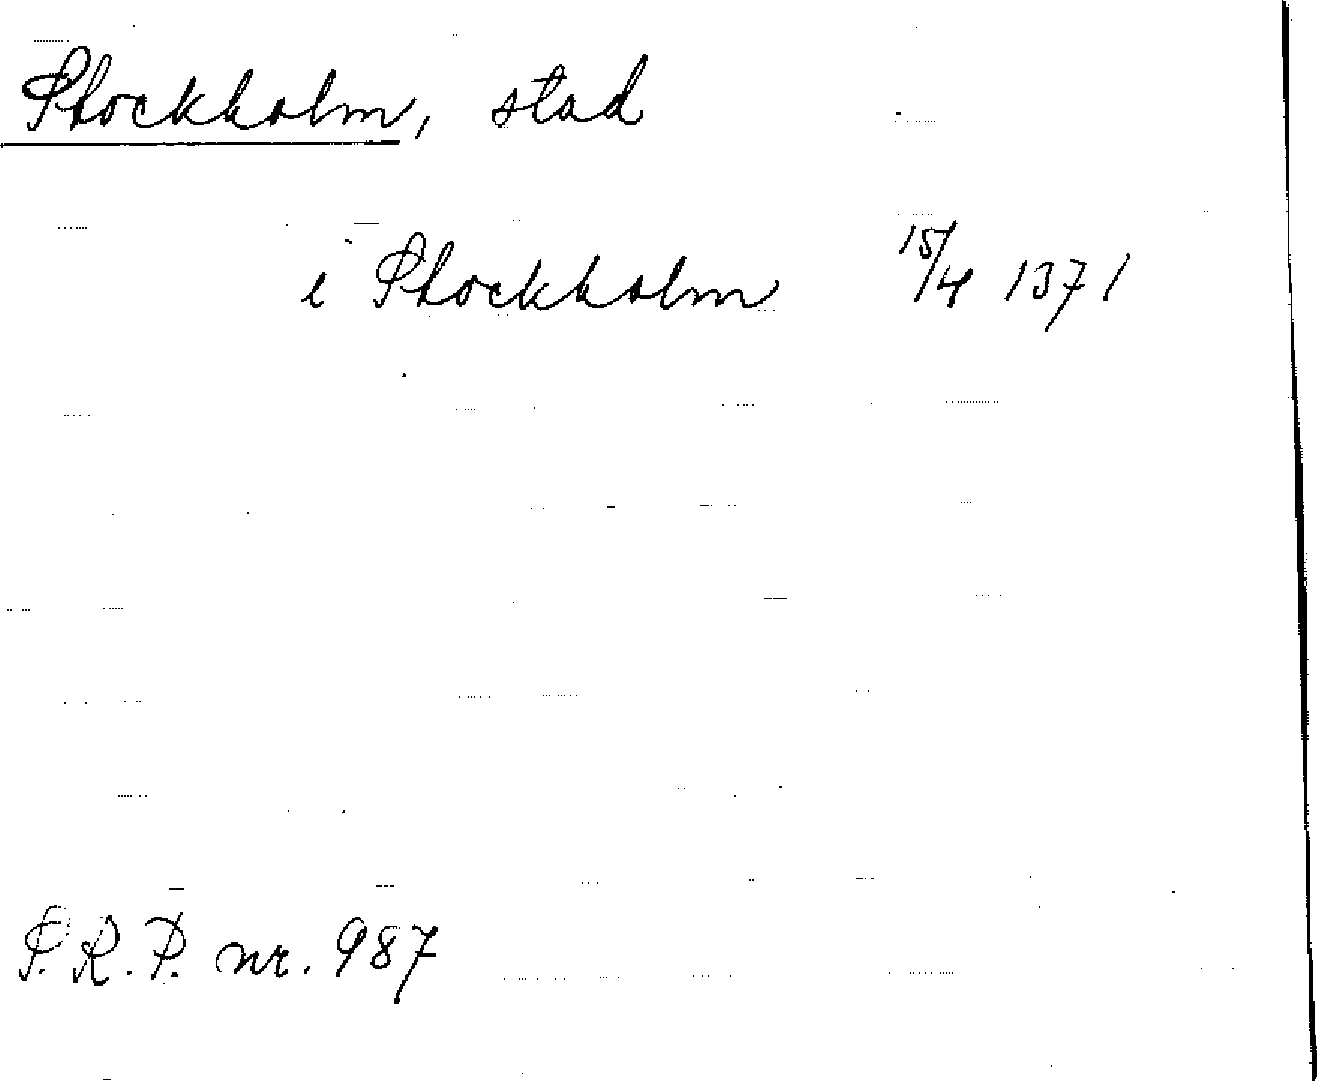 Stockholm, stad
i Stockholm 15/4 1371
S.R.P. nr. 987